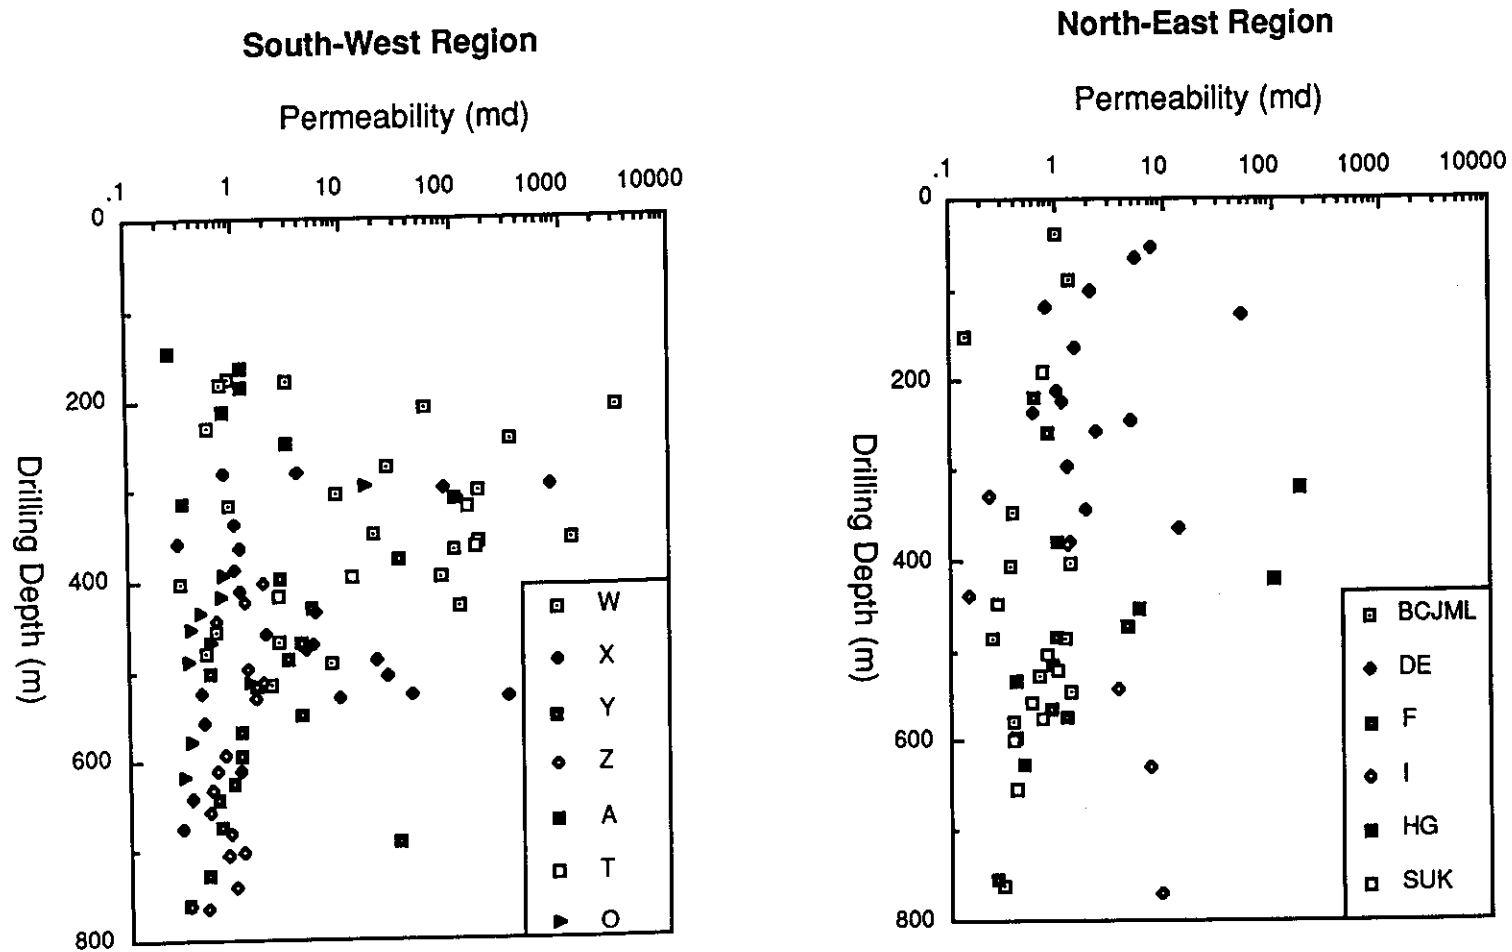 South-West Region
Permeability (md)
.1 1 10 100 1000 10000
0
200
400
600
800
Drilling Depth (m)
W
X
Y
Z
A
T
O
North-East Region
Permeability (md)
.1 1 10 100 1000 10000
0
200
400
600
800
Drilling Depth (m)
BCJML
DE
F
I
HG
SUK